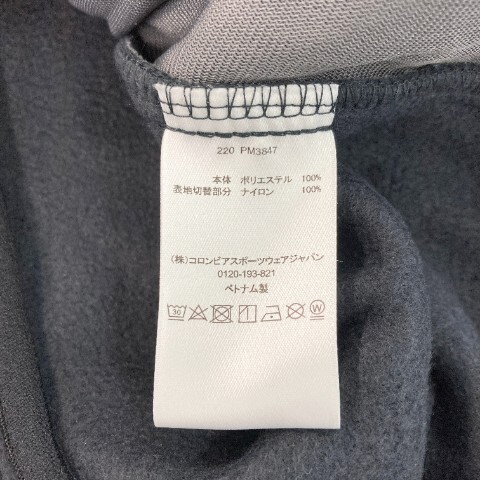 220 PM3847
本体 ポリエステル 100%
表地切替部分 ナイロン 100%
(株)コロンビアスポーツウェアジャパン
0120-193-821
ベトナム製
30 W